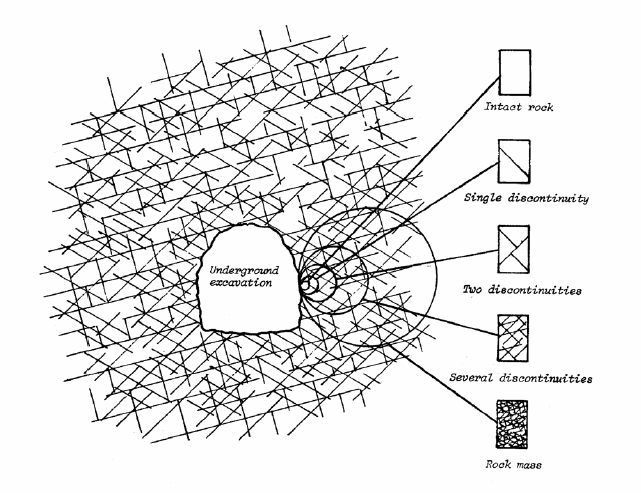 Intact rock
Single discontinuity
Underground
excavation
Two discontinuities
Several discontinuities
Rock mass